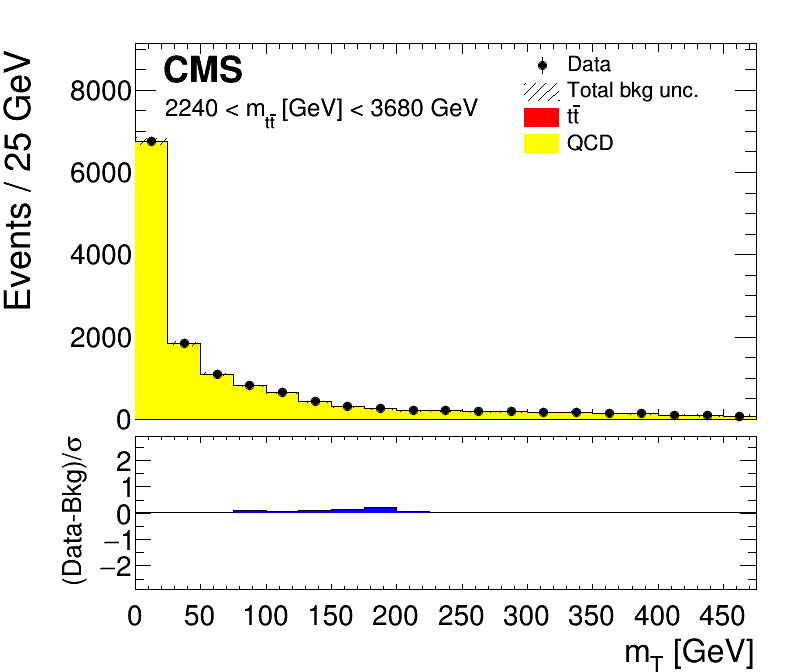 CMS
2240 < m_tt̄ [GeV] < 3680 GeV
Data
Total bkg unc.
tt̄
QCD
Events / 25 GeV
8000
6000
4000
2000
0
(Data-Bkg)/σ
2
1
0
−1
−2
0 50 100 150 200 250 300 350 400 450
m_T [GeV]